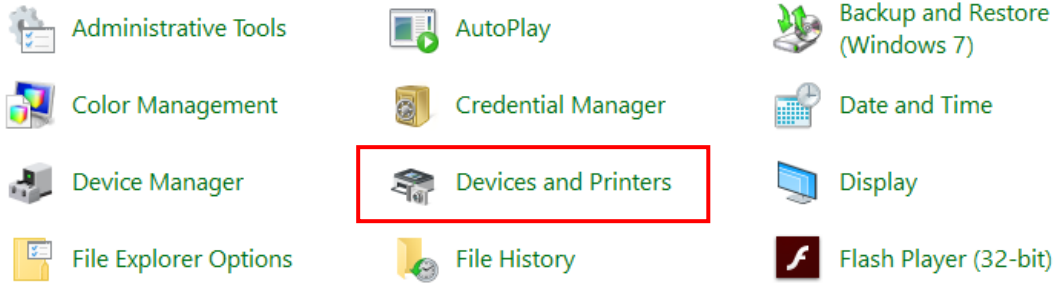 Administrative Tools
AutoPlay
Backup and Restore
(Windows 7)
Color Management
Credential Manager
Date and Time
Device Manager
Devices and Printers
Display
File Explorer Options
File History
Flash Player (32-bit)